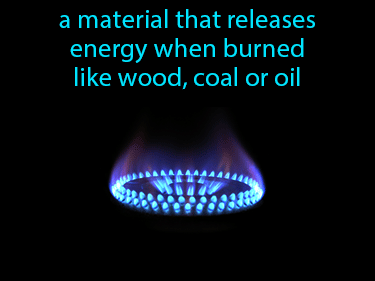 a material that releases
energy when burned
like wood, coal or oil